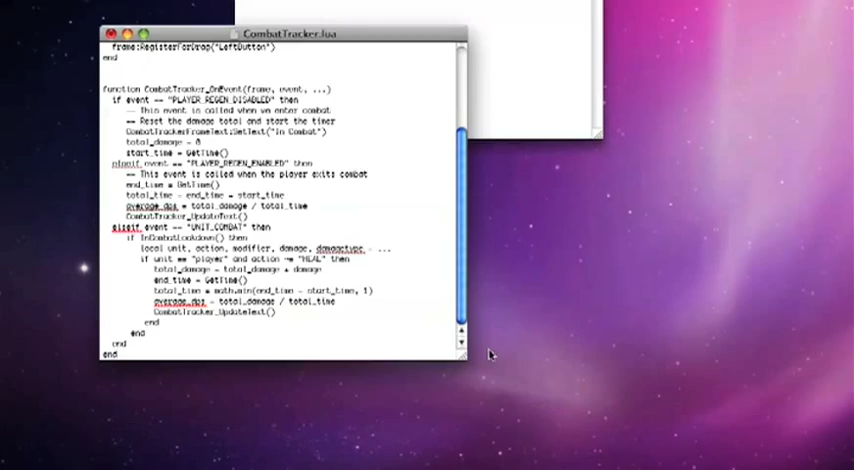 CombatTracker.lua
frame:RegisterForDrag("LeftButton")
end
function CombatTracker_OnEvent(frame, event, ...)
if event == "PLAYER_REGEN_DISABLED" then
-- This event is called when we enter combat
-- Reset the damage total and start the timer
CombatTrackerFrameText:SetText("In Combat")
total_damage = 0
start_time = GetTime()
elseif event == "PLAYER_REGEN_ENABLED" then
-- This event is called when the player exits combat
end_time = GetTime()
total_time = end_time - start_time
average_dps = total_damage / total_time
CombatTracker_UpdateText()
elseif event == "UNIT_COMBAT" then
if InCombatLockdown() then
local unit, action, modifier, damage, damagetype = ...
if unit == "player" and action ~= "HEAL" then
total_damage = total_damage + damage
end_time = GetTime()
total_time = math.min(end_time - start_time, 1)
average_dps = total_damage / total_time
CombatTracker_UpdateText()
end
end
end
end